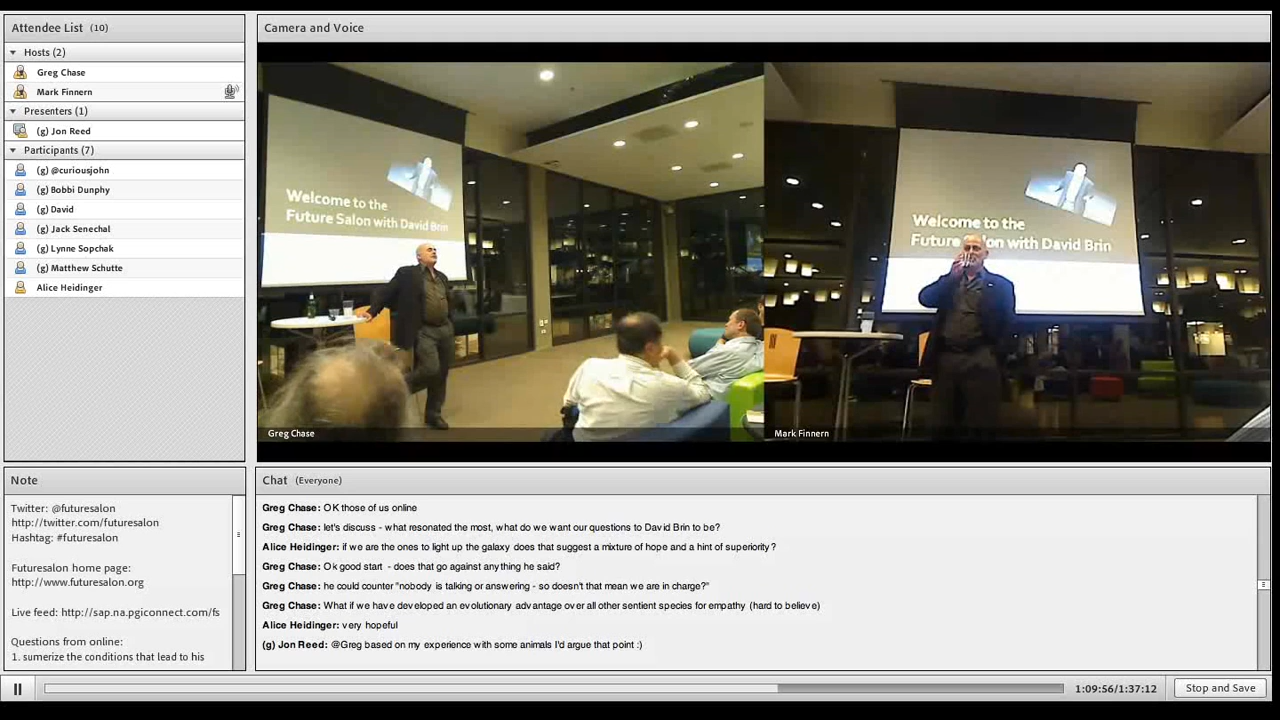 Attendee List (10)
Hosts (2)
Greg Chase
Mark Finnern
Presenters (1)
(g) Jon Reed
Participants (7)
(g) @curiousjohn
(g) Bobbi Dunphy
(g) David
(g) Jack Senechal
(g) Lynne Sopchak
(g) Matthew Schutte
Alice Heidinger
Camera and Voice
Welcome to the
Future Salon with David Brin
Greg Chase
Welcome to the
Future Salon with David Brin
Mark Finnern
Note
Twitter: @futuresalon
http://twitter.com/futuresalon
Hashtag: #futuresalon
Futuresalon home page:
http://www.futuresalon.org
Live feed: http://sap.na.pgiconnect.com/fs
Questions from online:
1. sumerize the conditions that lead to his
Chat (Everyone)
Greg Chase: OK those of us online
Greg Chase: let's discuss - what resonated the most, what do we want our questions to David Brin to be?
Alice Heidinger: if we are the ones to light up the galaxy does that suggest a mixture of hope and a hint of superiority?
Greg Chase: Ok good start - does that go against anything he said?
Greg Chase: he could counter "nobody is talking or answering - so doesn't that mean we are in charge?"
Greg Chase: What if we have developed an evolutionary advantage over all other sentient species for empathy (hard to believe)
Alice Heidinger: very hopeful
(g) Jon Reed: @Greg based on my experience with some animals I'd argue that point :)
1:09:56/1:37:12
Stop and Save